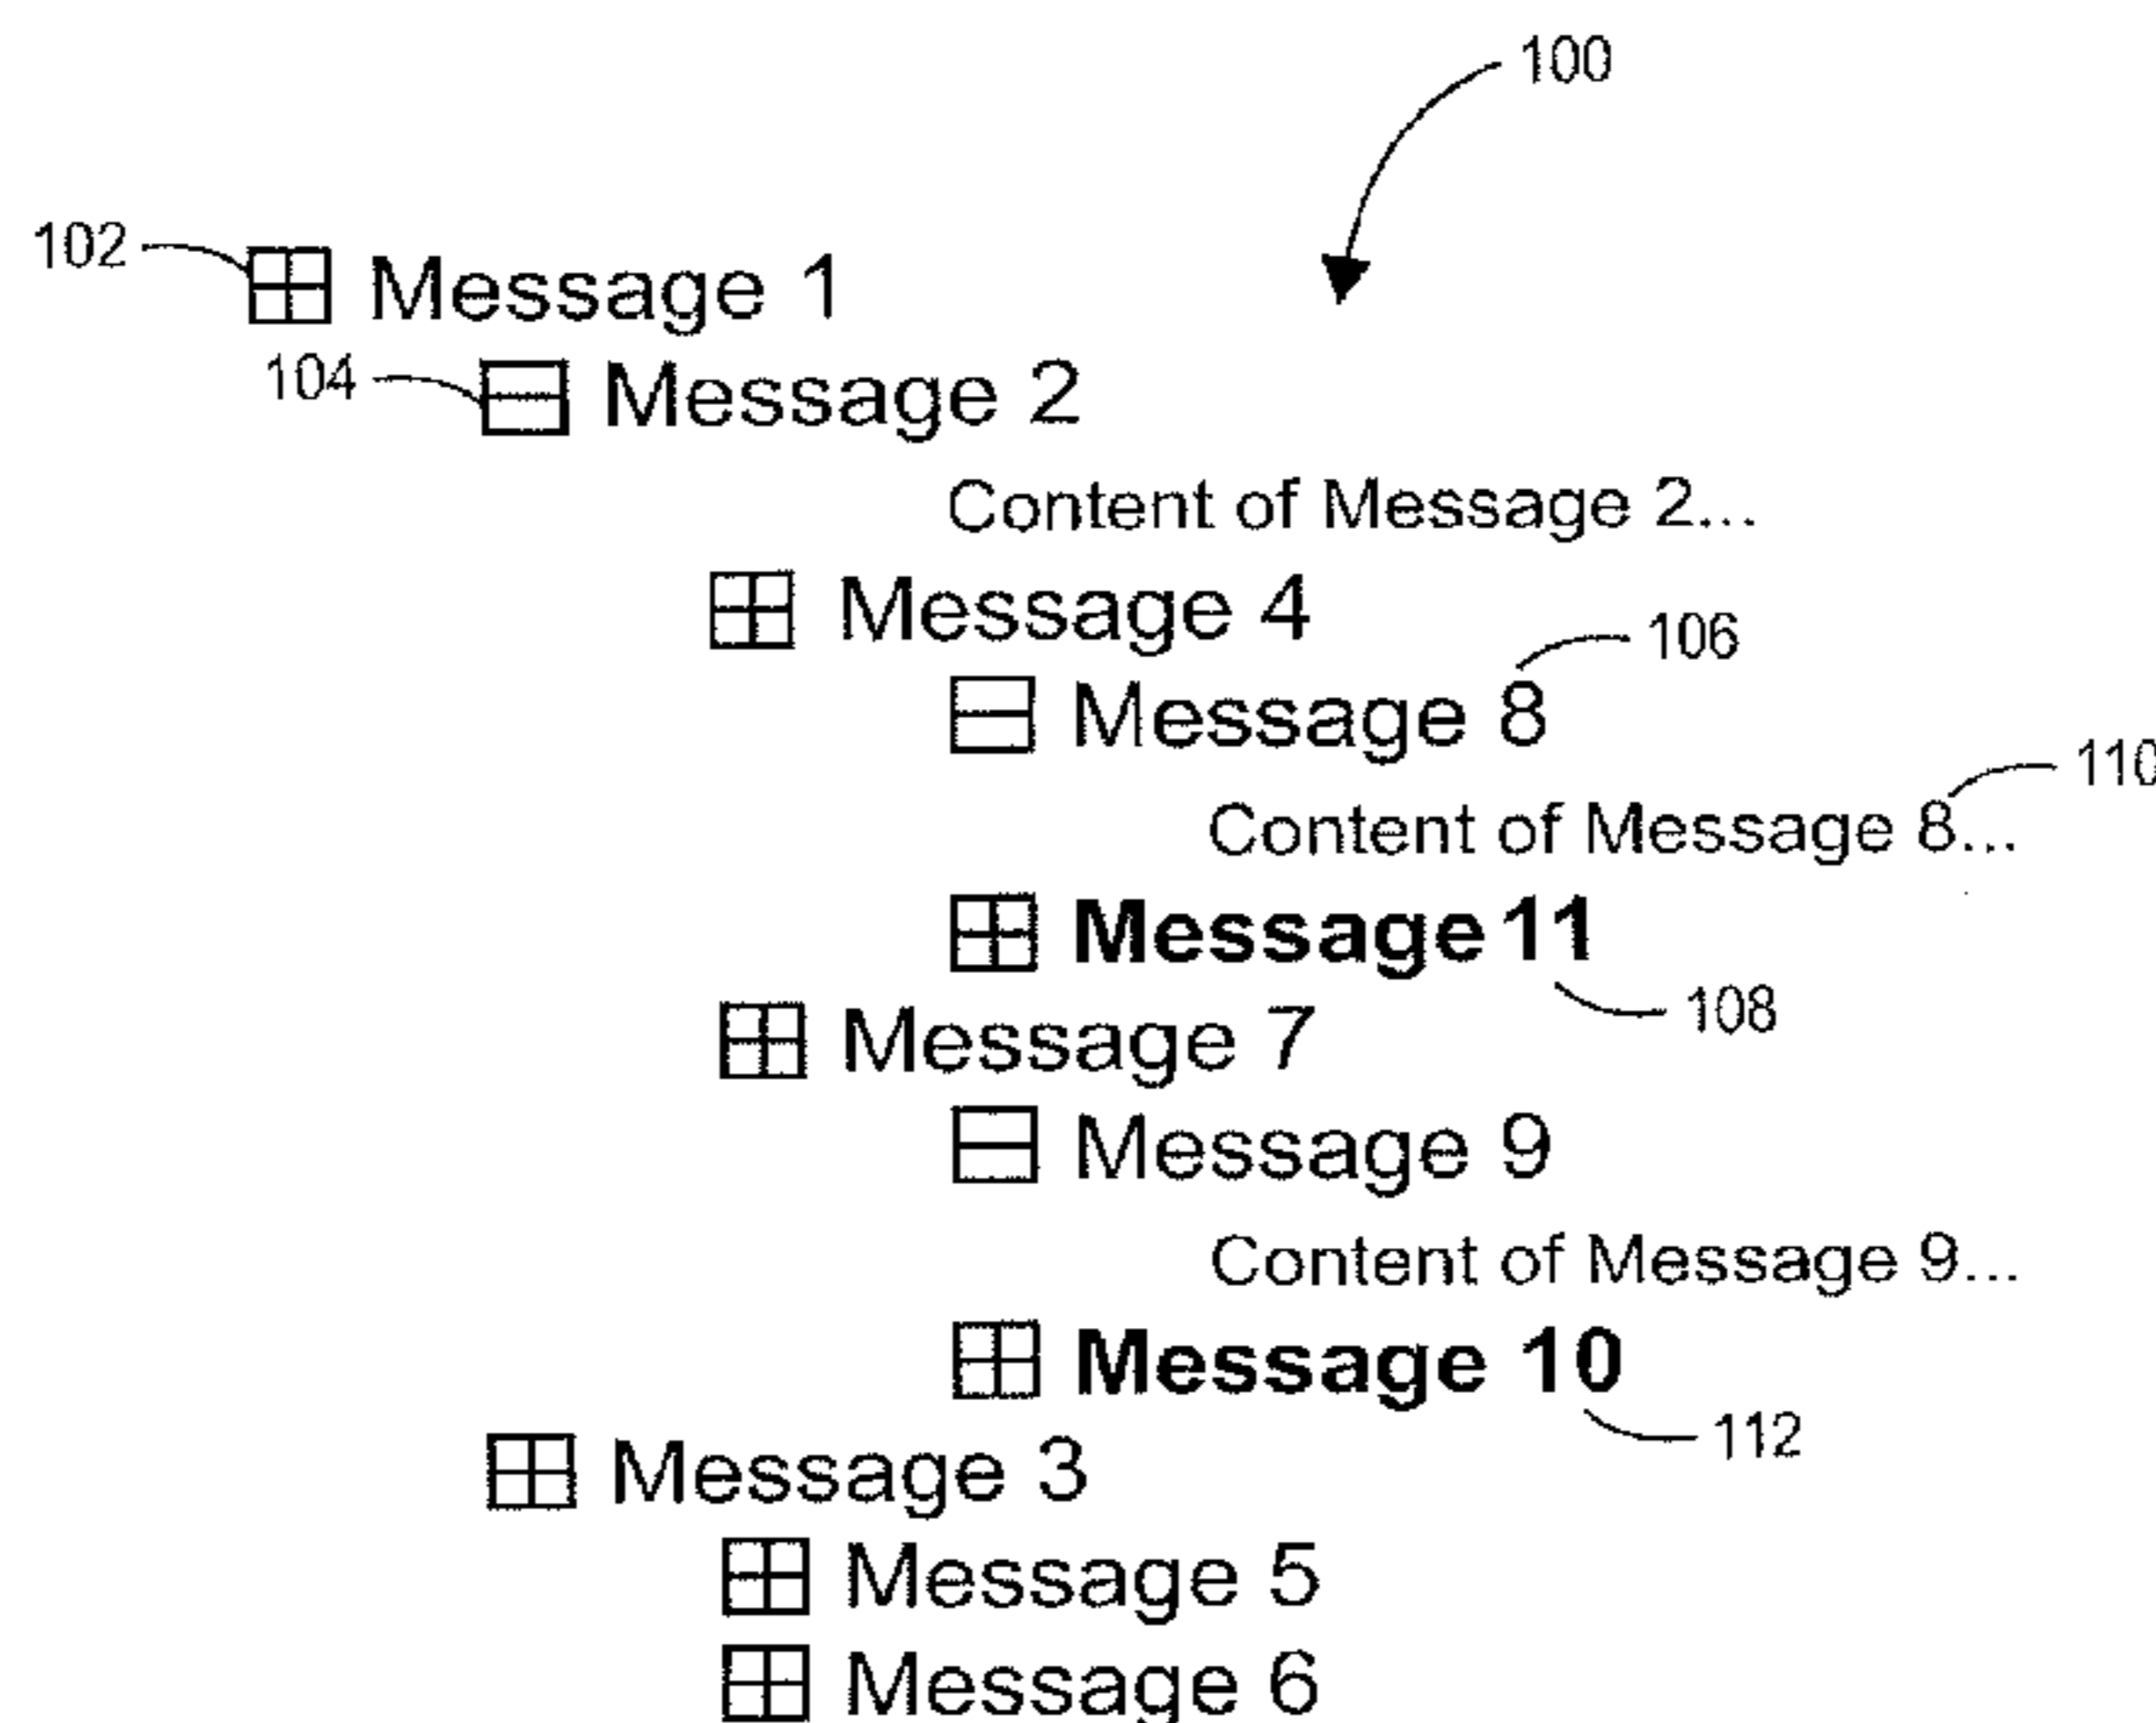 100
102 Message 1
104 Message 2
Content of Message 2...
Message 4
106
Message 8
110
Content of Message 8...
Message 11
108
Message 7
Message 9
Content of Message 9...
Message 10
112
Message 3
Message 5
Message 6